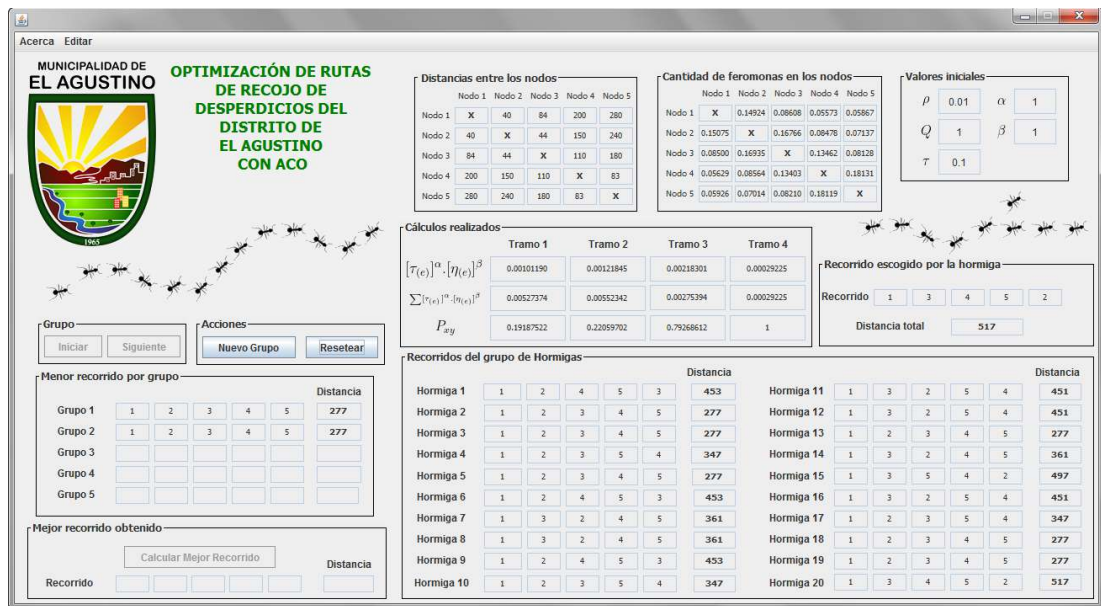 Acerca Editar
MUNICIPALIDAD DE
EL AGUSTINO
1965
OPTIMIZACIÓN DE RUTAS
DE RECOJO DE
DESPERDICIOS DEL
DISTRITO DE
EL AGUSTINO
CON ACO
Distancias entre los nodos
Nodo 1 Nodo 2 Nodo 3 Nodo 4 Nodo 5
Nodo 1 X 40 84 200 280
Nodo 2 40 X 44 150 240
Nodo 3 84 44 X 110 180
Nodo 4 200 150 110 X 83
Nodo 5 280 240 180 83 X
Cantidad de feromonas en los nodos
Nodo 1 Nodo 2 Nodo 3 Nodo 4 Nodo 5
Nodo 1 X 0.14924 0.08608 0.05573 0.05867
Nodo 2 0.15075 X 0.16766 0.08478 0.07137
Nodo 3 0.08500 0.16935 X 0.13462 0.08128
Nodo 4 0.05629 0.08564 0.13403 X 0.18131
Nodo 5 0.05926 0.07014 0.08210 0.18119 X
Valores iniciales
ρ 0.01 α 1
Q 1 β 1
τ 0.1
Cálculos realizados
Tramo 1 Tramo 2 Tramo 3 Tramo 4
[τ(e)]^α.[η(e)]^β 0.00101190 0.00121845 0.00218301 0.00029225
∑[τ(e)]^α.[η(e)]^β 0.00527374 0.00552342 0.00275394 0.00029225
Pxy 0.19187522 0.22059702 0.79268612 1
Recorrido escogido por la hormiga
Recorrido 1 3 4 5 2
Distancia total 517
Grupo
Iniciar Siguiente
Acciones
Nuevo Grupo Resetear
Menor recorrido por grupo
Distancia
Grupo 1 1 2 3 4 5 277
Grupo 2 1 2 3 4 5 277
Grupo 3
Grupo 4
Grupo 5
Mejor recorrido obtenido
Calcular Mejor Recorrido Distancia
Recorrido
Recorridos del grupo de Hormigas
Distancia
Hormiga 1 1 2 4 5 3 453
Hormiga 2 1 2 3 4 5 277
Hormiga 3 1 2 3 4 5 277
Hormiga 4 1 2 3 5 4 347
Hormiga 5 1 2 3 4 5 277
Hormiga 6 1 2 4 5 3 453
Hormiga 7 1 3 2 4 5 361
Hormiga 8 1 3 2 4 5 361
Hormiga 9 1 2 4 5 3 453
Hormiga 10 1 2 3 5 4 347
Distancia
Hormiga 11 1 3 2 5 4 451
Hormiga 12 1 3 2 5 4 451
Hormiga 13 1 2 3 4 5 277
Hormiga 14 1 3 2 4 5 361
Hormiga 15 1 3 5 4 2 497
Hormiga 16 1 3 2 5 4 451
Hormiga 17 1 2 3 5 4 347
Hormiga 18 1 2 3 4 5 277
Hormiga 19 1 2 3 4 5 277
Hormiga 20 1 3 4 5 2 517